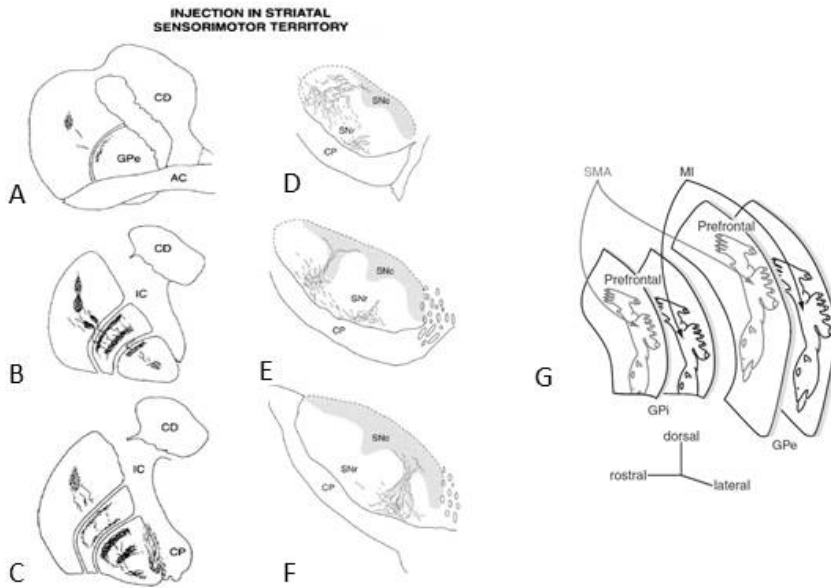 INJECTION IN STRIATAL
SENSORIMOTOR TERRITORY
CD
GPe
AC
A
SNc
SNr
CP
D
CD
IC
B
SNc
SNr
CP
E
CD
IC
CP
C
SNc
SNr
CP
F
SMA
MI
Prefrontal
Prefrontal
G
GPi
GPe
dorsal
rostral
lateral